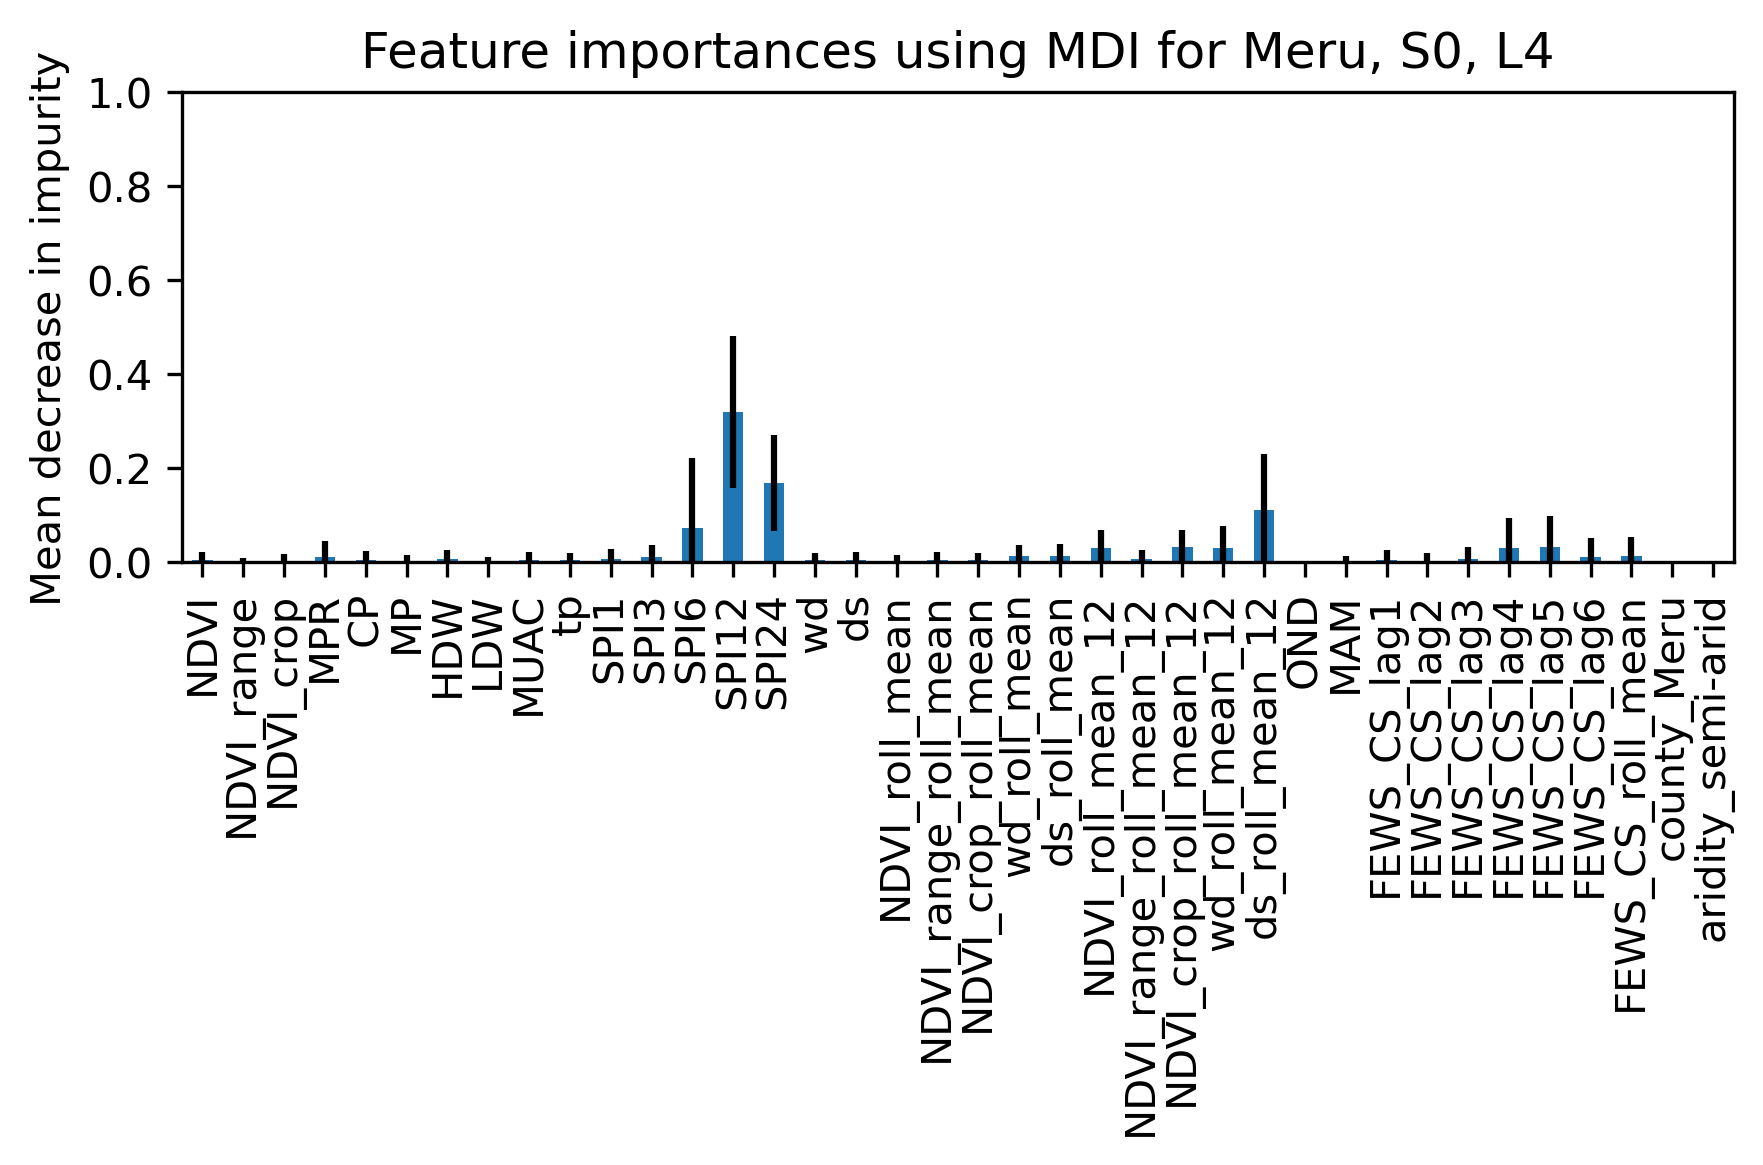 Feature importances using MDI for Meru, S0, L4
Mean decrease in impurity
1.0
0.8
0.6
0.4
0.2
0.0
NDVI
NDVI_range
NDVI_crop
MPR
CP
MP
HDW
LDW
MUAC
tp
SPI1
SPI3
SPI6
SPI12
SPI24
wd
ds
NDVI_roll_mean
NDVI_range_roll_mean
NDVI_crop_roll_mean
wd_roll_mean
ds_roll_mean
NDVI_roll_mean_12
NDVI_range_roll_mean_12
NDVI_crop_roll_mean_12
wd_roll_mean_12
ds_roll_mean_12
OND
MAM
FEWS_CS_lag1
FEWS_CS_lag2
FEWS_CS_lag3
FEWS_CS_lag4
FEWS_CS_lag5
FEWS_CS_lag6
FEWS_CS_roll_mean
county_Meru
aridity_semi-arid